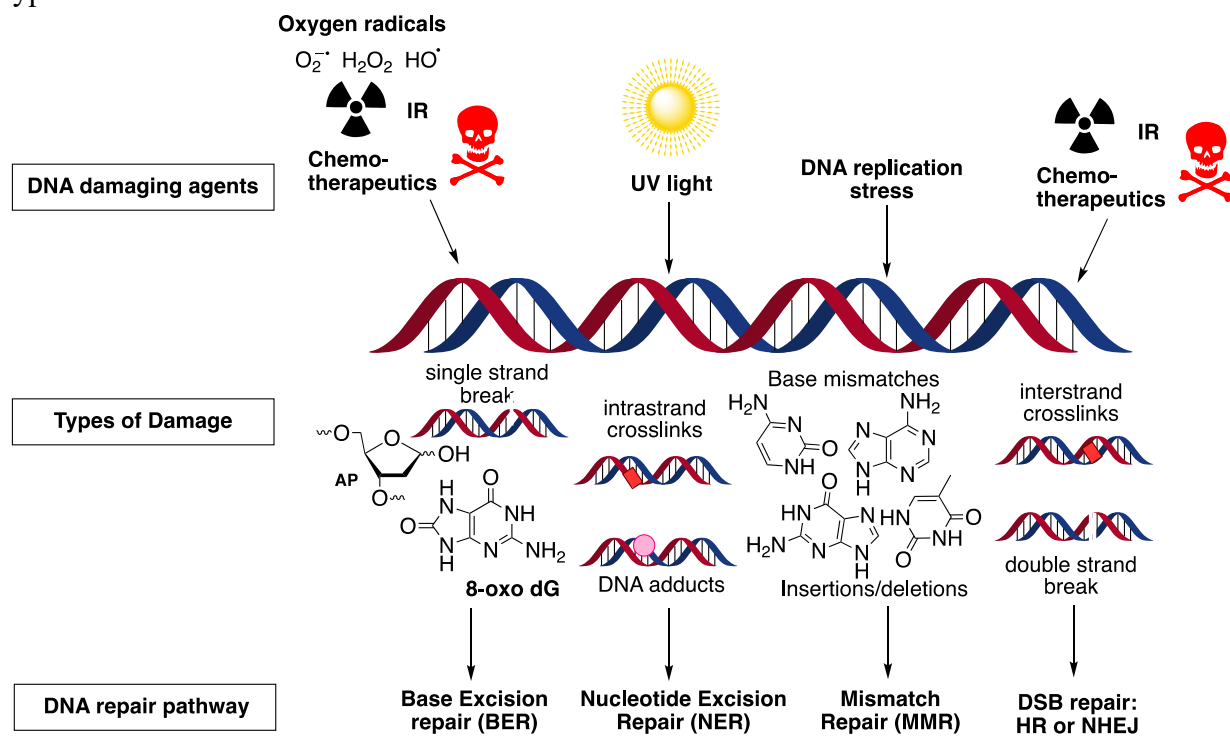 Oxygen radicals
O₂⁻• H₂O₂ HO•
IR
Chemo-
therapeutics
UV light
DNA replication
stress
IR
Chemo-
therapeutics
DNA damaging agents
single strand
break
intrastrand
crosslinks
Base mismatches
interstrand
crosslinks
Types of Damage
O
O
OH
AP
O
H
N
O
NH
O
N
H
N
NH₂
8-oxo dG
DNA adducts
H₂N
N
O
NH
NH₂
N
N
N
N
H
O
HN
N
H₂N
N
N
H
HN
O
O
NH
Insertions/deletions
double strand
break
DNA repair pathway
Base Excision
repair (BER)
Nucleotide Excision
Repair (NER)
Mismatch
Repair (MMR)
DSB repair:
HR or NHEJ